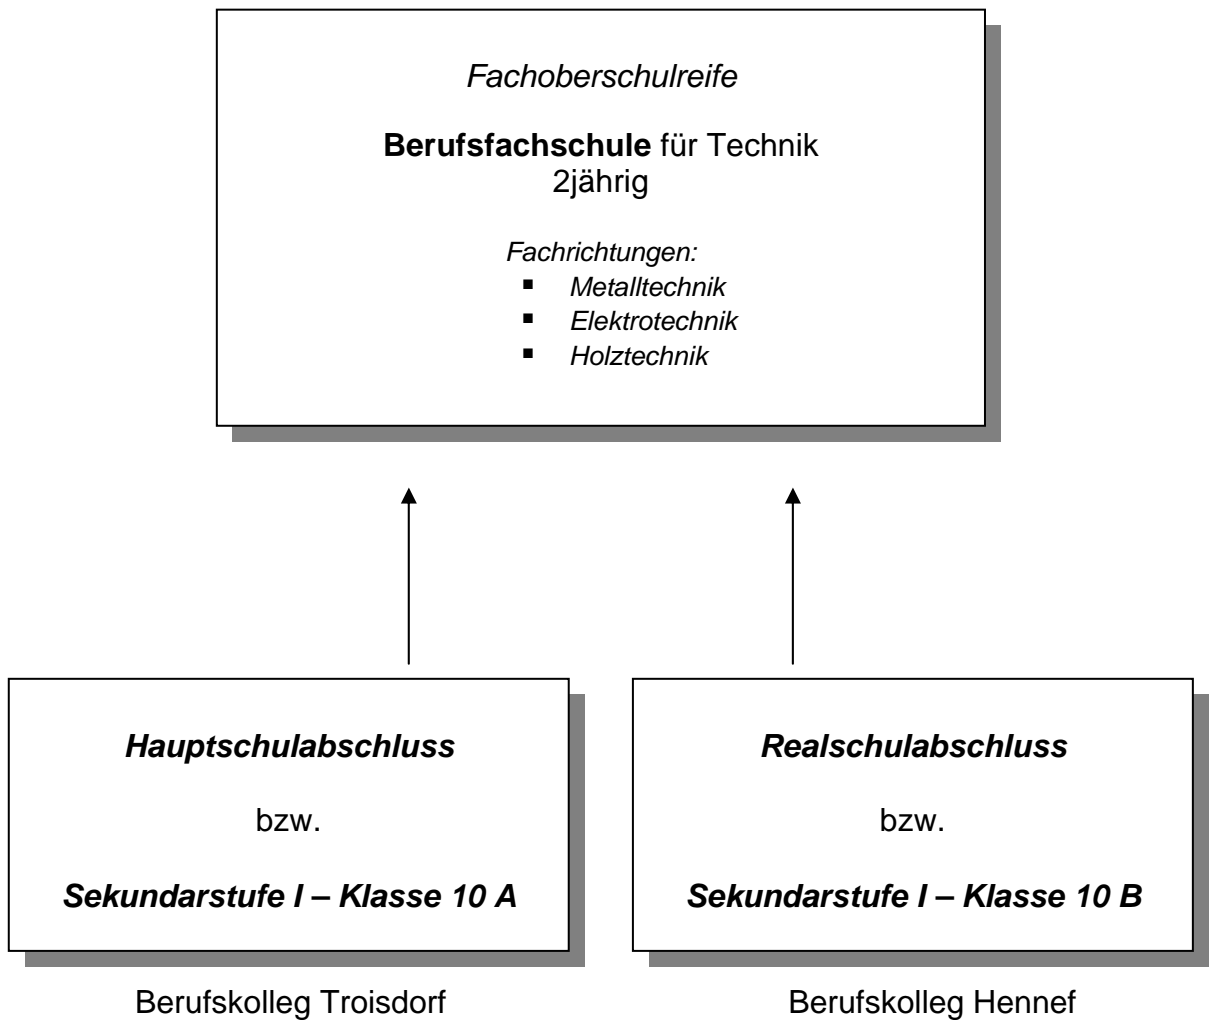 Fachoberschulreife
Berufsfachschule für Technik
2jährig
Fachrichtungen:
▪ Metalltechnik
▪ Elektrotechnik
▪ Holztechnik
Hauptschulabschluss
bzw.
Sekundarstufe I – Klasse 10 A
Realschulabschluss
bzw.
Sekundarstufe I – Klasse 10 B
Berufskolleg Troisdorf
Berufskolleg Hennef